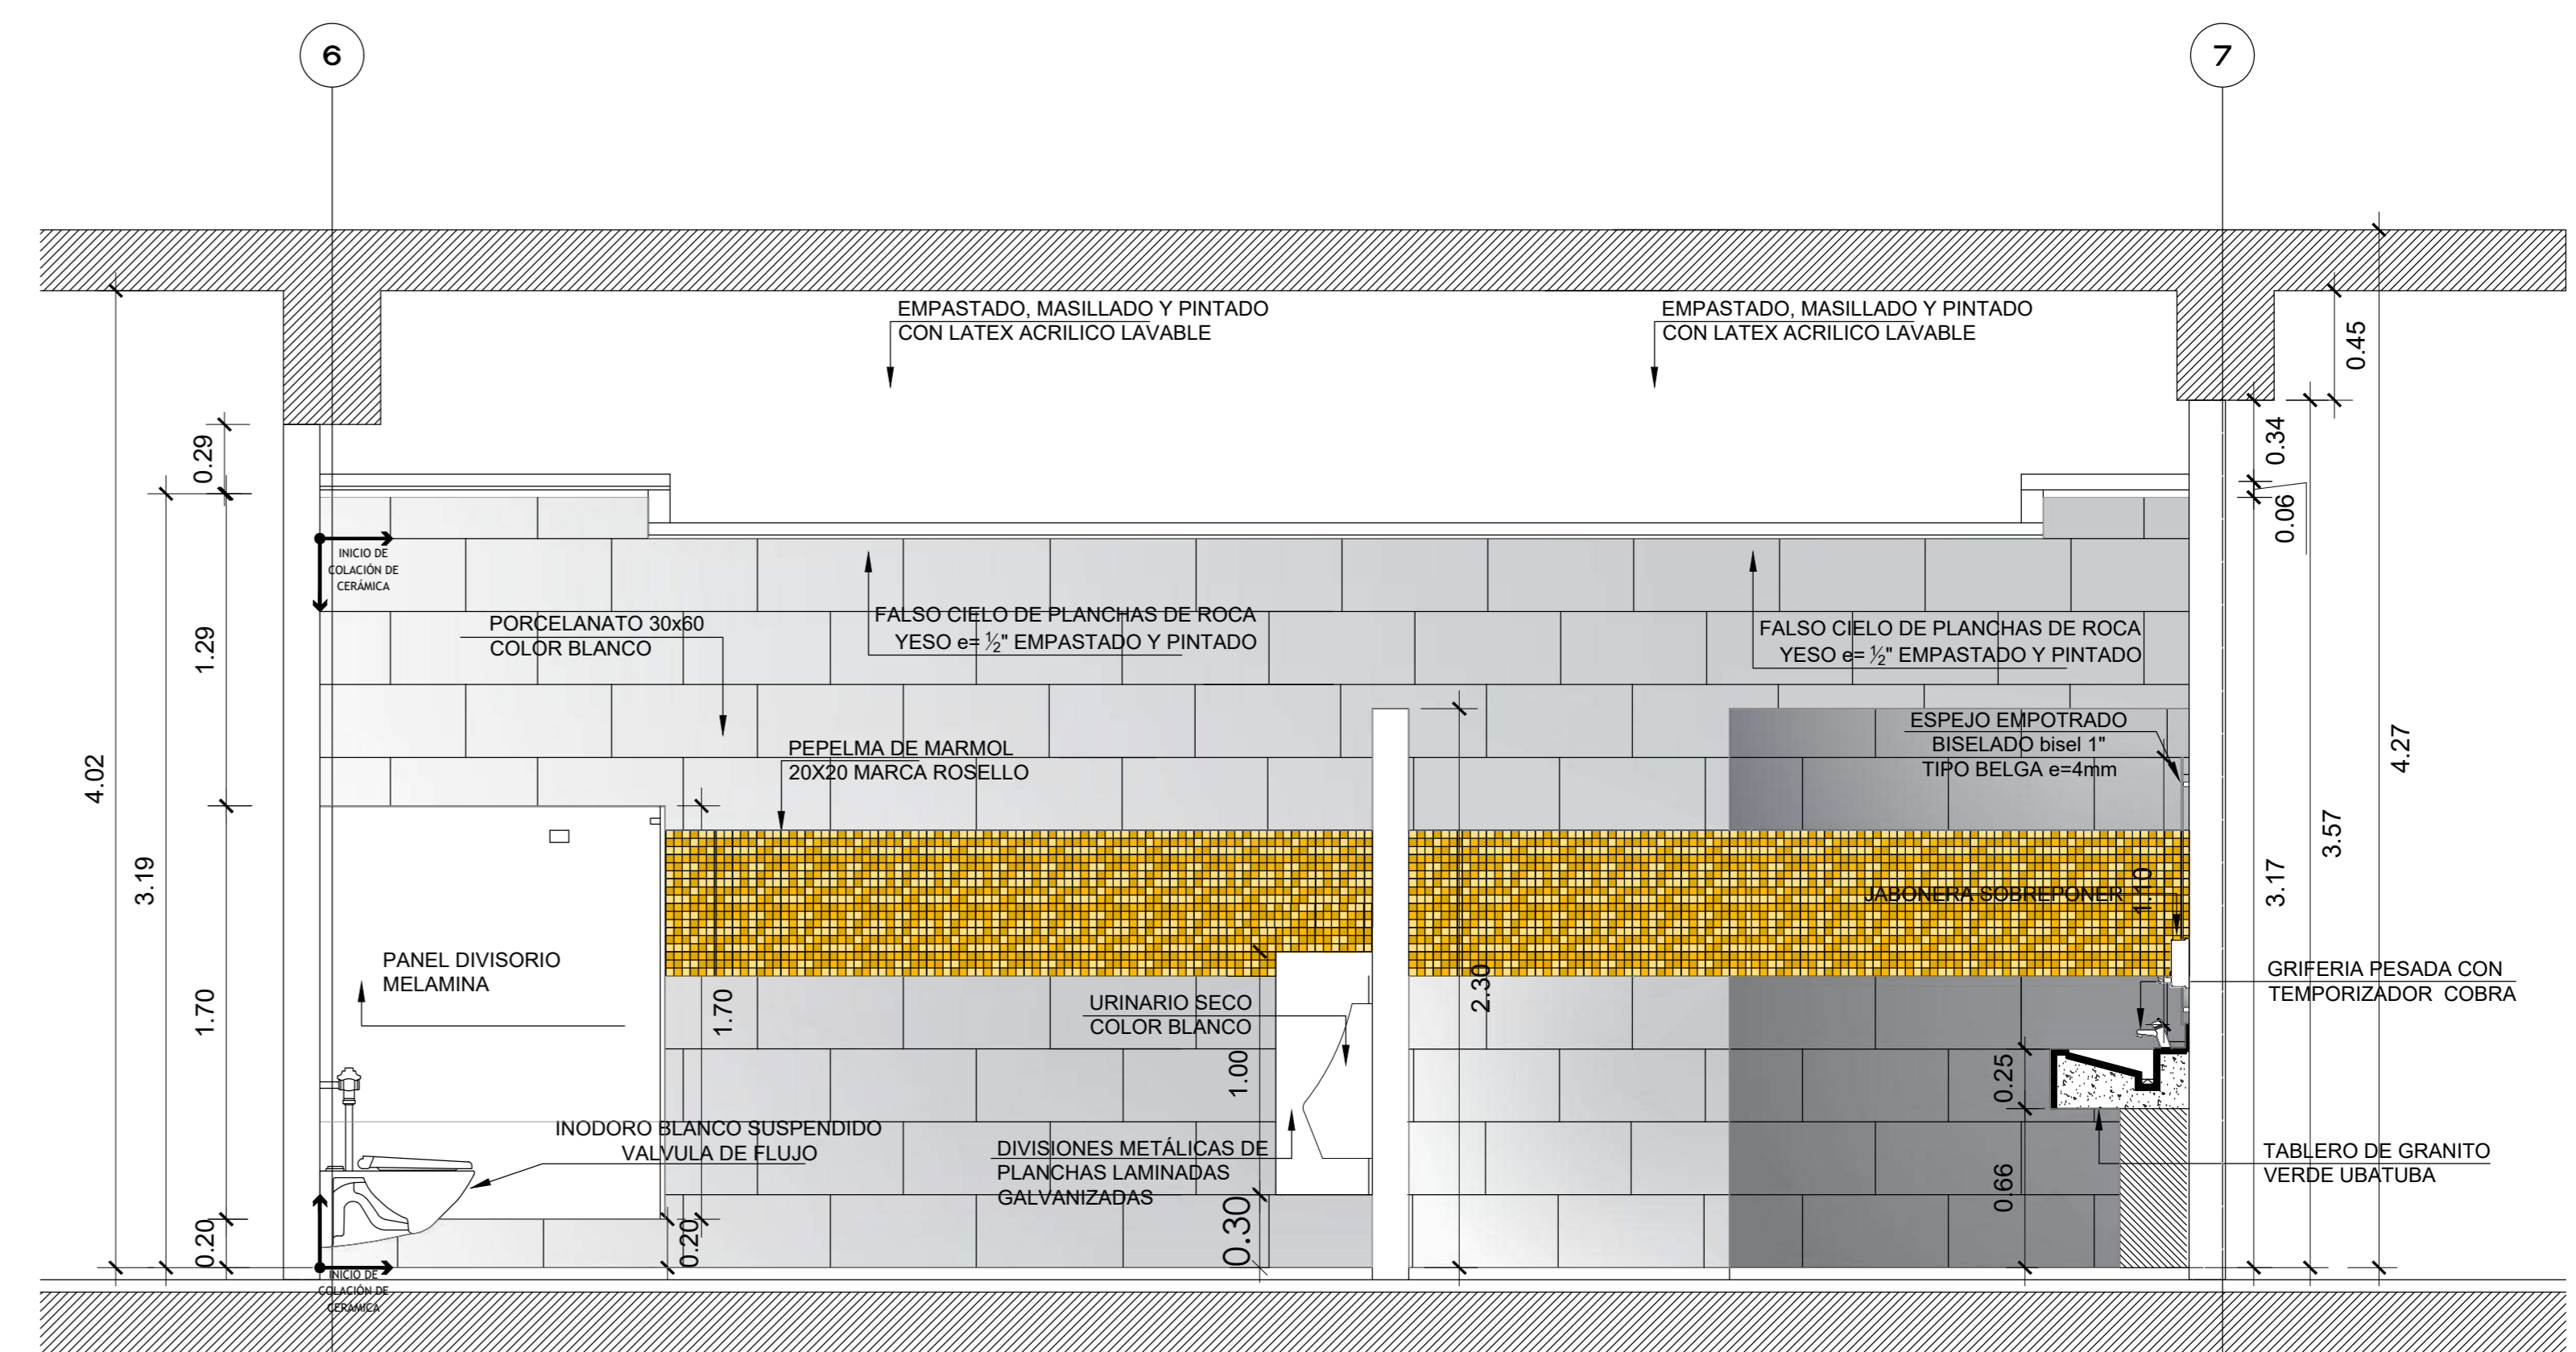 6
7
EMPASTADO, MASILLADO Y PINTADO
CON LATEX ACRILICO LAVABLE
EMPASTADO, MASILLADO Y PINTADO
CON LATEX ACRILICO LAVABLE
0.45
0.29
0.34
0.06
INICIO DE
COLACIÓN DE
CERÁMICA
PORCELANATO 30x60
COLOR BLANCO
FALSO CIELO DE PLANCHAS DE ROCA
YESO e= ½" EMPASTADO Y PINTADO
FALSO CIELO DE PLANCHAS DE ROCA
YESO e= ½" EMPASTADO Y PINTADO
1.29
PEPELMA DE MARMOL
20X20 MARCA ROSELLO
ESPEJO EMPOTRADO
BISELADO bisel 1"
TIPO BELGA e=4mm
4.02
4.27
3.19
3.57
3.17
JABONERA SOBREPONER
1.10
PANEL DIVISORIO
MELAMINA
1.70
1.70
URINARIO SECO
COLOR BLANCO
2.30
GRIFERIA PESADA CON
TEMPORIZADOR COBRA
1.00
0.25
INODORO BLANCO SUSPENDIDO
VALVULA DE FLUJO
DIVISIONES METÁLICAS DE
PLANCHAS LAMINADAS
GALVANIZADAS
TABLERO DE GRANITO
VERDE UBATUBA
0.66
0.20
0.20
0.30
INICIO DE
COLACIÓN DE
CERÁMICA